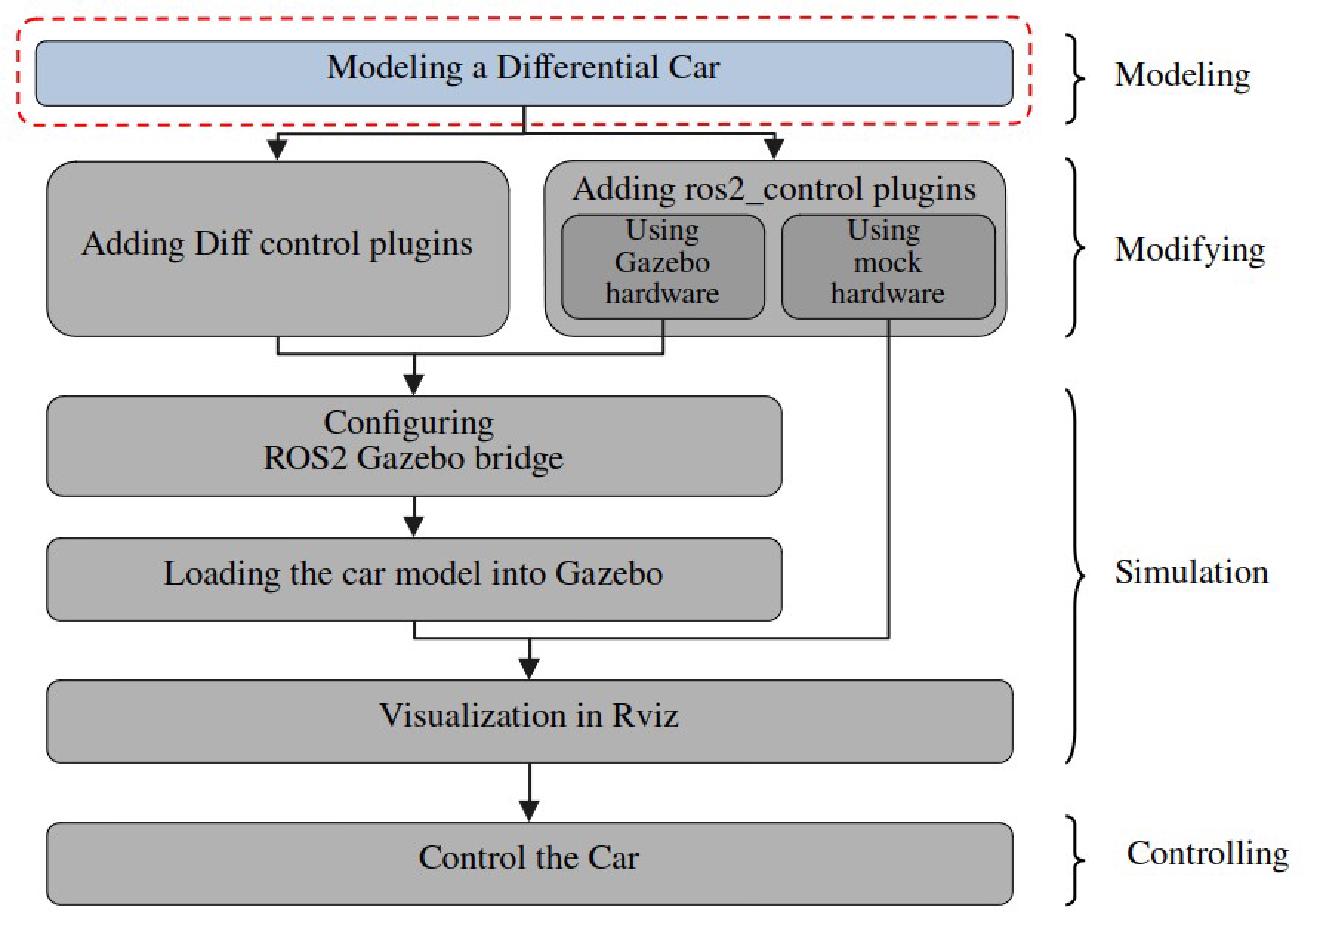 Modeling a Differential Car
Modeling
Adding Diff control plugins
Adding ros2_control plugins
Using
Gazebo
hardware
Using
mock
hardware
Modifying
Configuring
ROS2 Gazebo bridge
Loading the car model into Gazebo
Simulation
Visualization in Rviz
Control the Car
Controlling